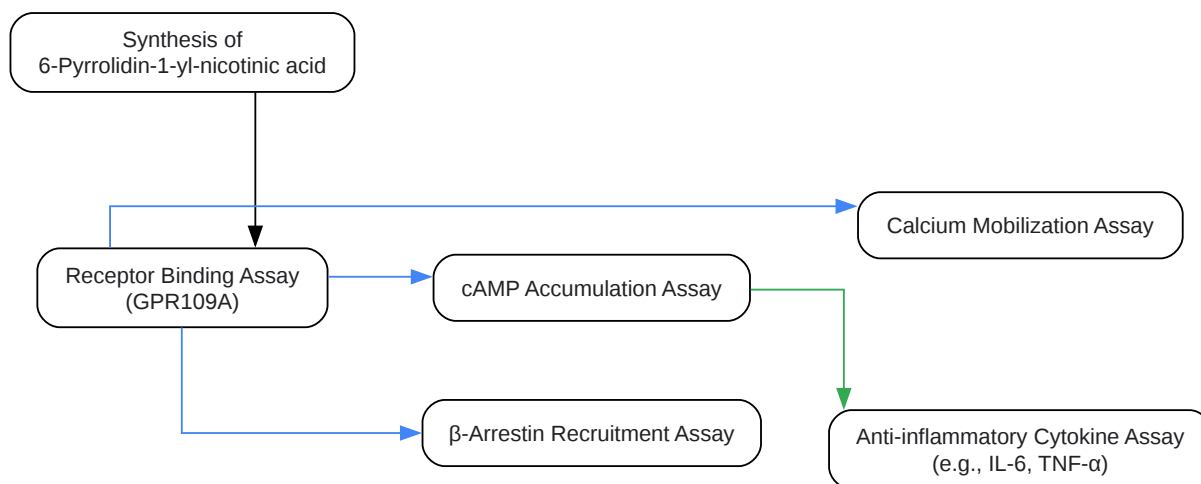 Synthesis of
6-Pyrrolidin-1-yl-nicotinic acid
Calcium Mobilization Assay
Receptor Binding Assay
(GPR109A)
cAMP Accumulation Assay
β-Arrestin Recruitment Assay
Anti-inflammatory Cytokine Assay
(e.g., IL-6, TNF-α)